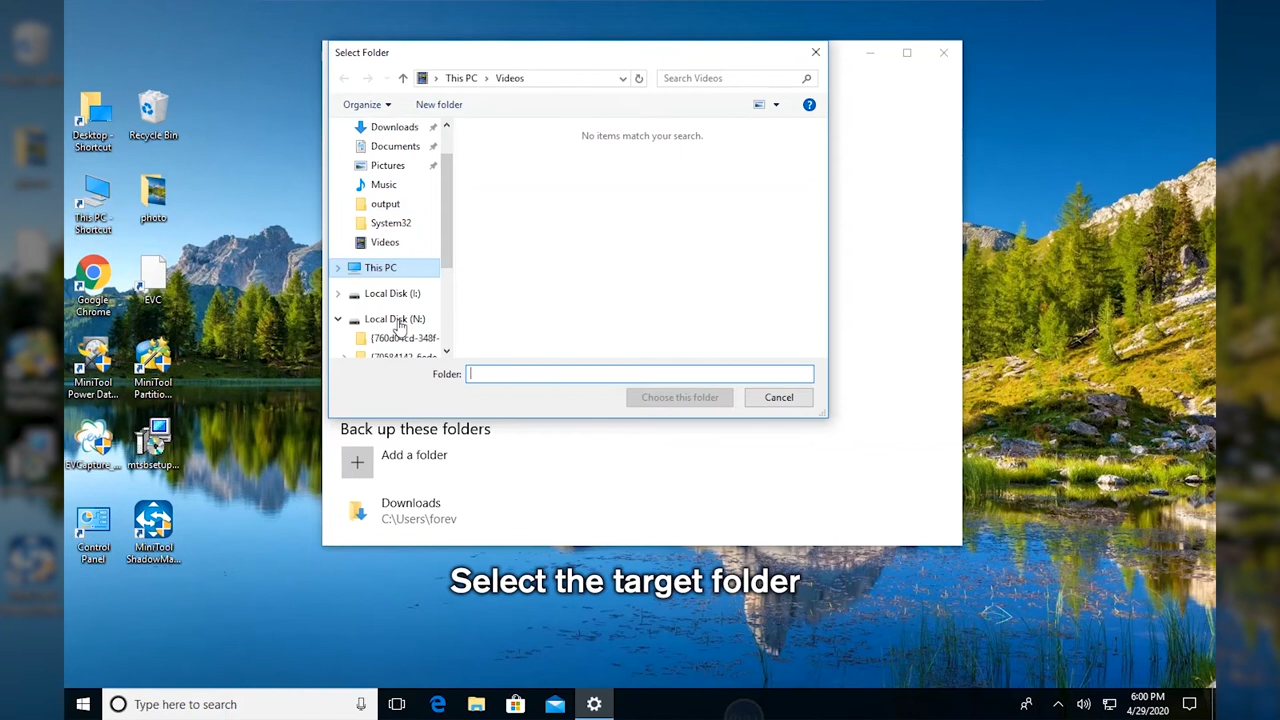 Select Folder
This PC
Videos
Search Videos
Organize
New folder
Downloads
Documents
Pictures
Music
output
System32
Videos
This PC
Local Disk (I:)
Local Disk (N:)
No items match your search.
Folder:
Choose this folder
Cancel
Back up these folders
Add a folder
Downloads
C:\Users\forev
Desktop -
Shortcut
Recycle Bin
This PC -
Shortcut
photo
Google
Chrome
EVC
MiniTool
Power Dat...
MiniTool
Partitio...
EVCapture_...
mtsbsetup...
Control
Panel
MiniTool
ShadowMa...
Select the target folder
Type here to search
6:00 PM
4/29/2020